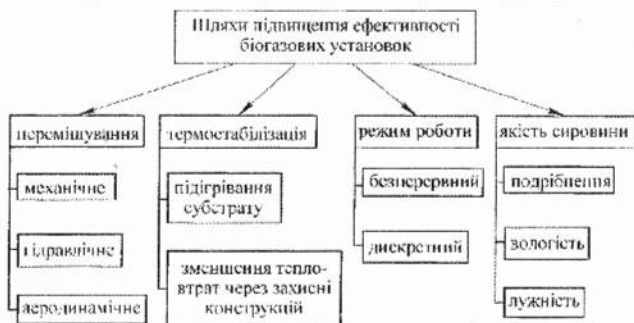 Шляхи підвищення ефективності
біогазових установок
перемішування
термостабілізація
режим роботи
якість сировини
механічне
підігрівання
субстрату
безперервний
подрібнення
гідравлічне
дискретний
вологість
зменшення тепло-
втрат через захисні
конструкцій
аеродинамічне
лужність